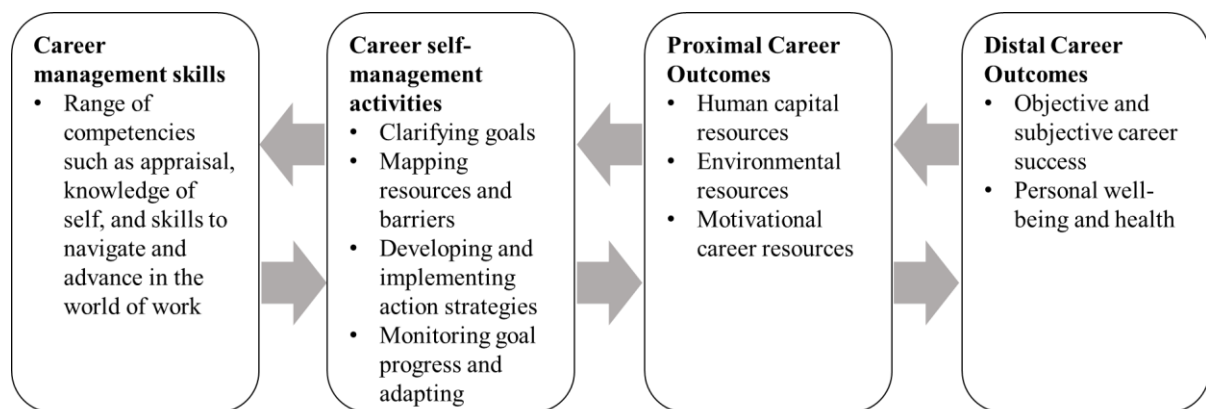 Career
management skills
• Range of
competencies
such as appraisal,
knowledge of
self, and skills to
navigate and
advance in the
world of work
Career self-
management
activities
• Clarifying goals
• Mapping
resources and
barriers
• Developing and
implementing
action strategies
• Monitoring goal
progress and
adapting
Proximal Career
Outcomes
• Human capital
resources
• Environmental
resources
• Motivational
career resources
Distal Career
Outcomes
• Objective and
subjective career
success
• Personal well-
being and health